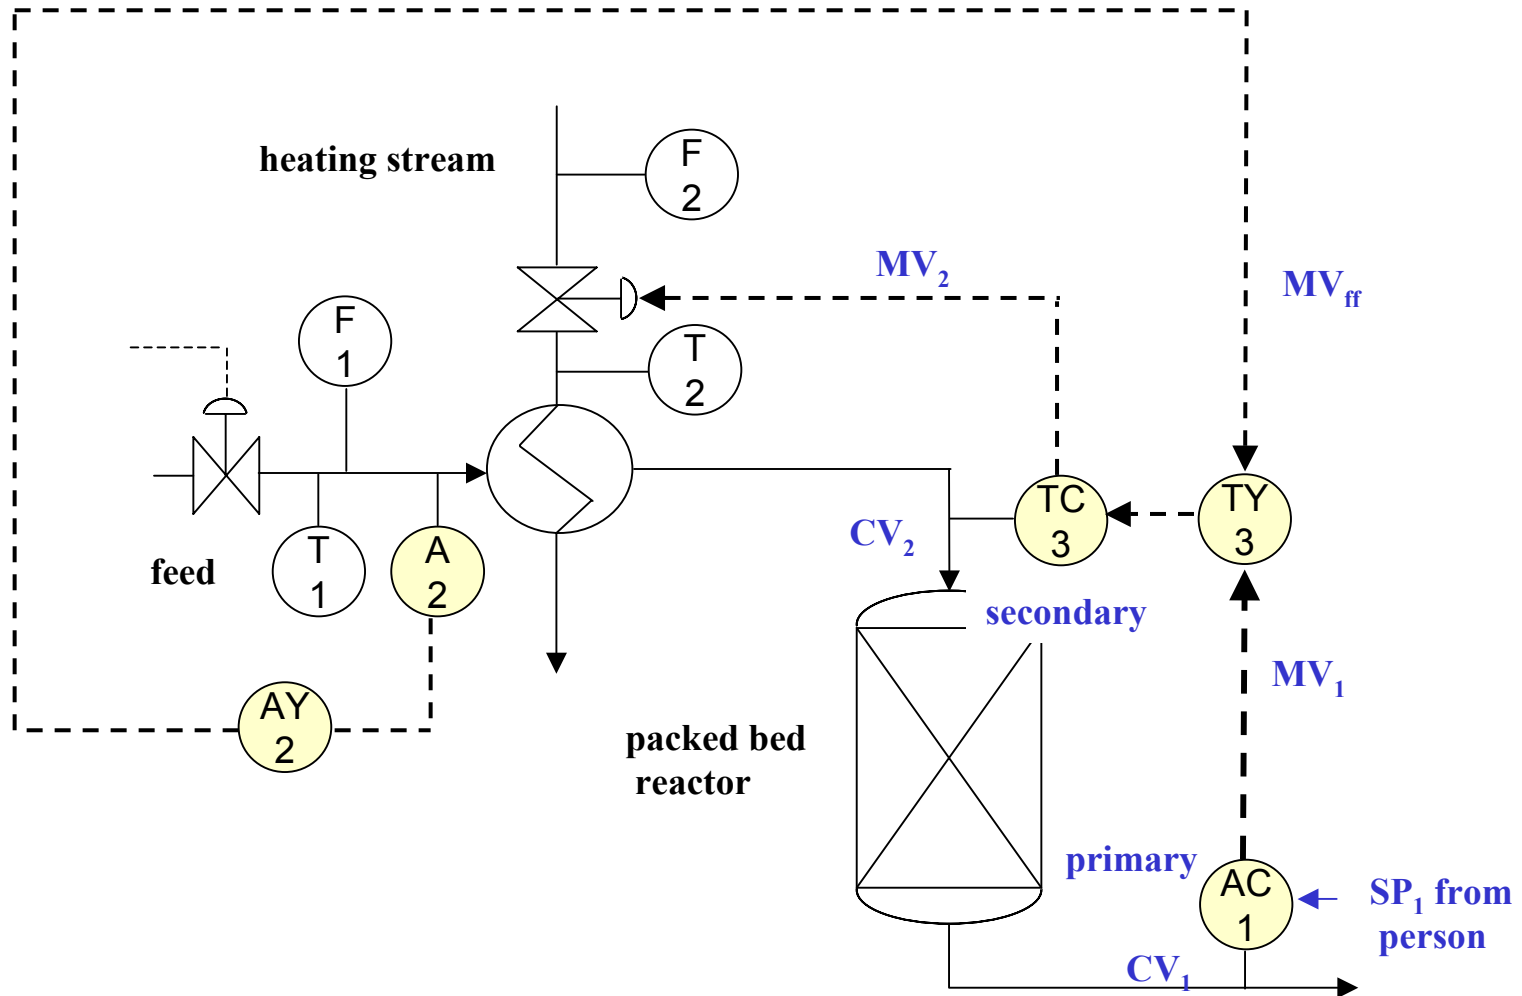 F
2
heating stream
MV₂
MVff
F
1
T
2
TC
3
TY
3
CV₂
T
1
A
2
feed
secondary
MV₁
AY
2
packed bed
reactor
primary
AC
1
SP₁ from
person
CV₁